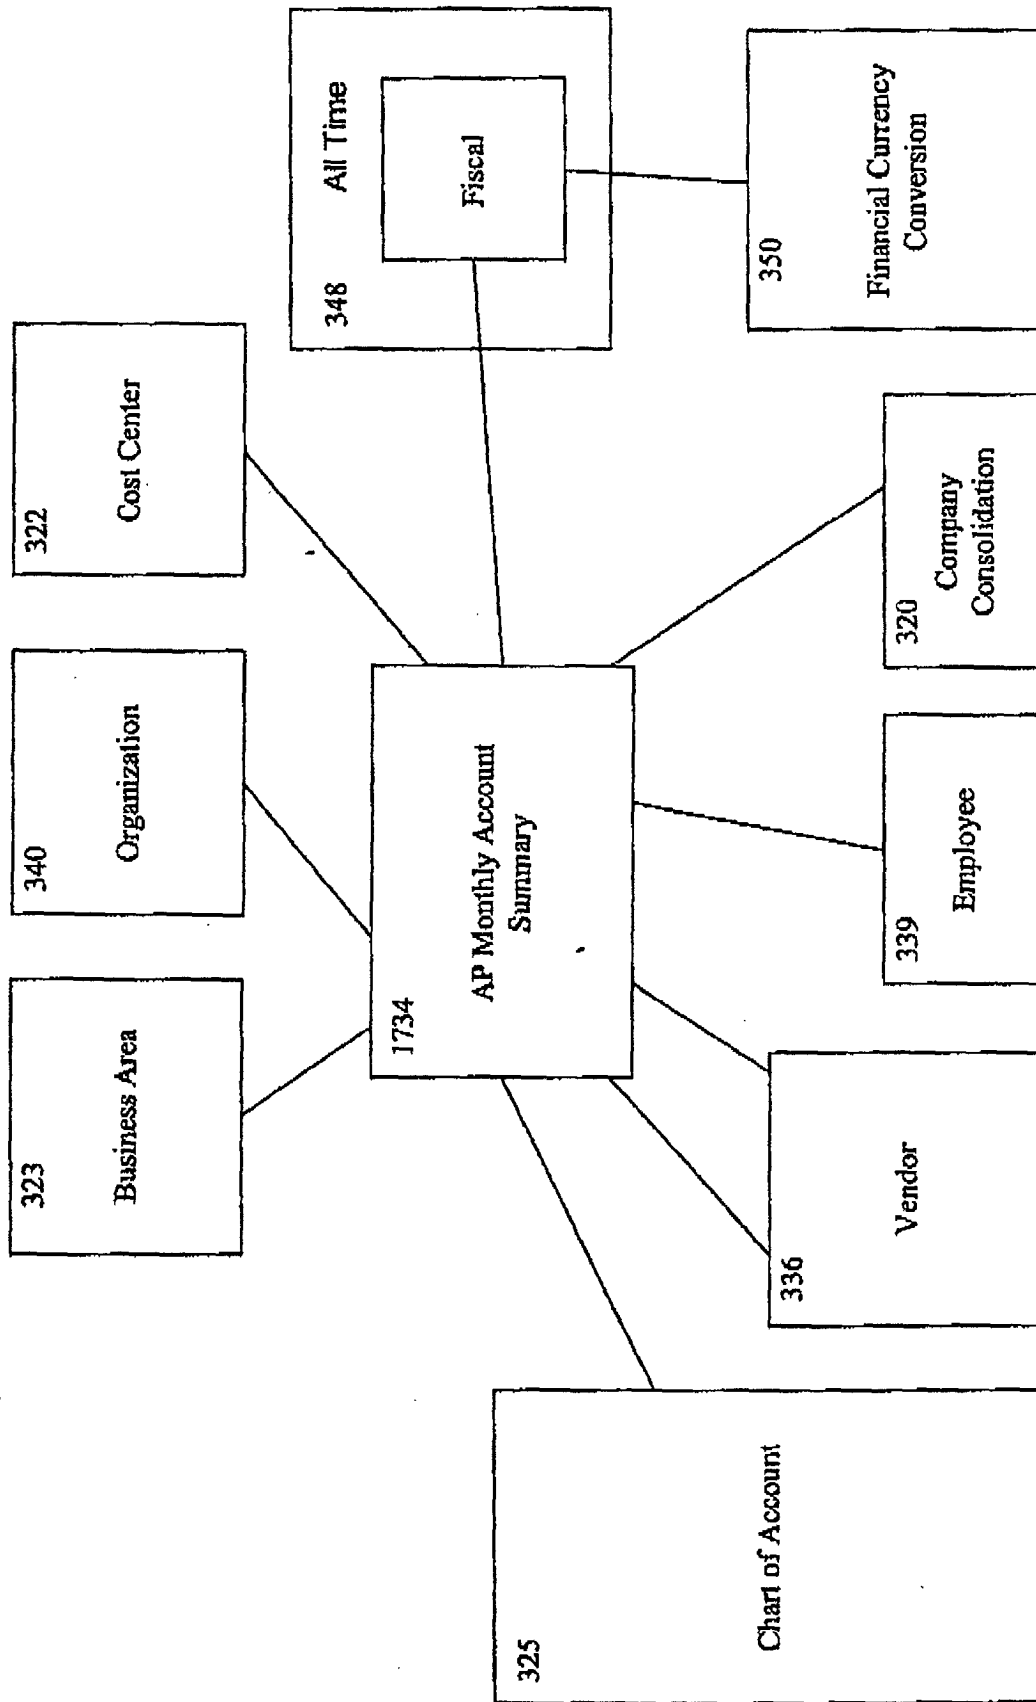 323
Business Area
340
Organization
322
Cost Center
348
All Time
Fiscal
1734
AP Monthly Account
Summary
325
Chart of Account
336
Vendor
339
Employee
320
Company
Consolidation
350
Financial Currency
Conversion